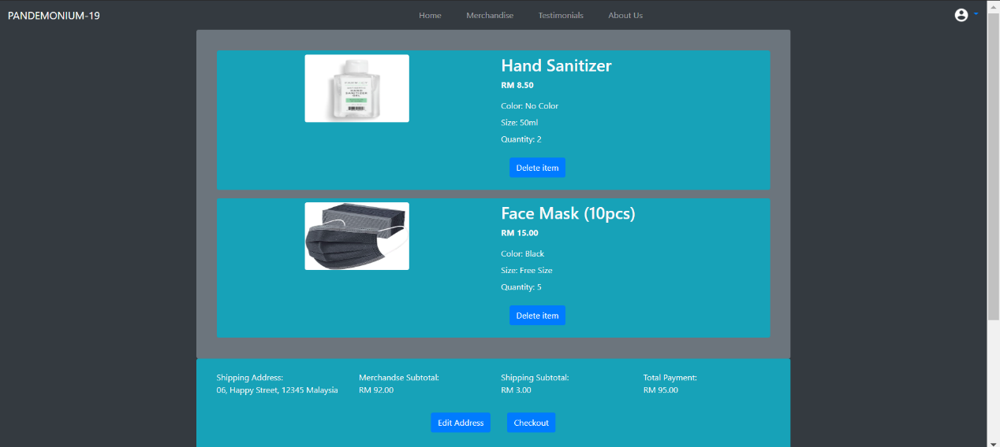 PANDEMONIUM-19
Home Merchandise Testimonials About Us
HAND
SANITIZER
GEL
Hand Sanitizer
RM 8.50
Color: No Color
Size: 50ml
Quantity: 2
Delete item
Face Mask (10pcs)
RM 15.00
Color: Black
Size: Free Size
Quantity: 5
Delete item
Shipping Address: Merchandse Subtotal: Shipping Subtotal: Total Payment:
06, Happy Street, 12345 Malaysia RM 92.00 RM 3.00 RM 95.00
Edit Address Checkout